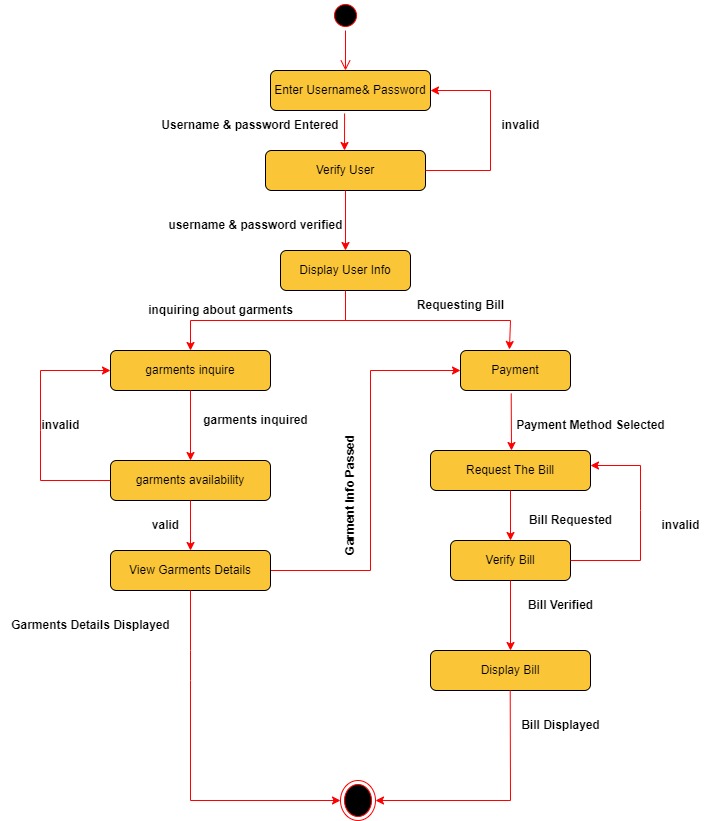 Enter Username& Password
Username & password Entered
invalid
Verify User
username & password verified
Display User Info
inquiring about garments
Requesting Bill
garments inquire
Payment
garments inquired
invalid
Payment Method Selected
Garment Info Passed
garments availability
Request The Bill
valid
Bill Requested
invalid
View Garments Details
Verify Bill
Garments Details Displayed
Bill Verified
Display Bill
Bill Displayed